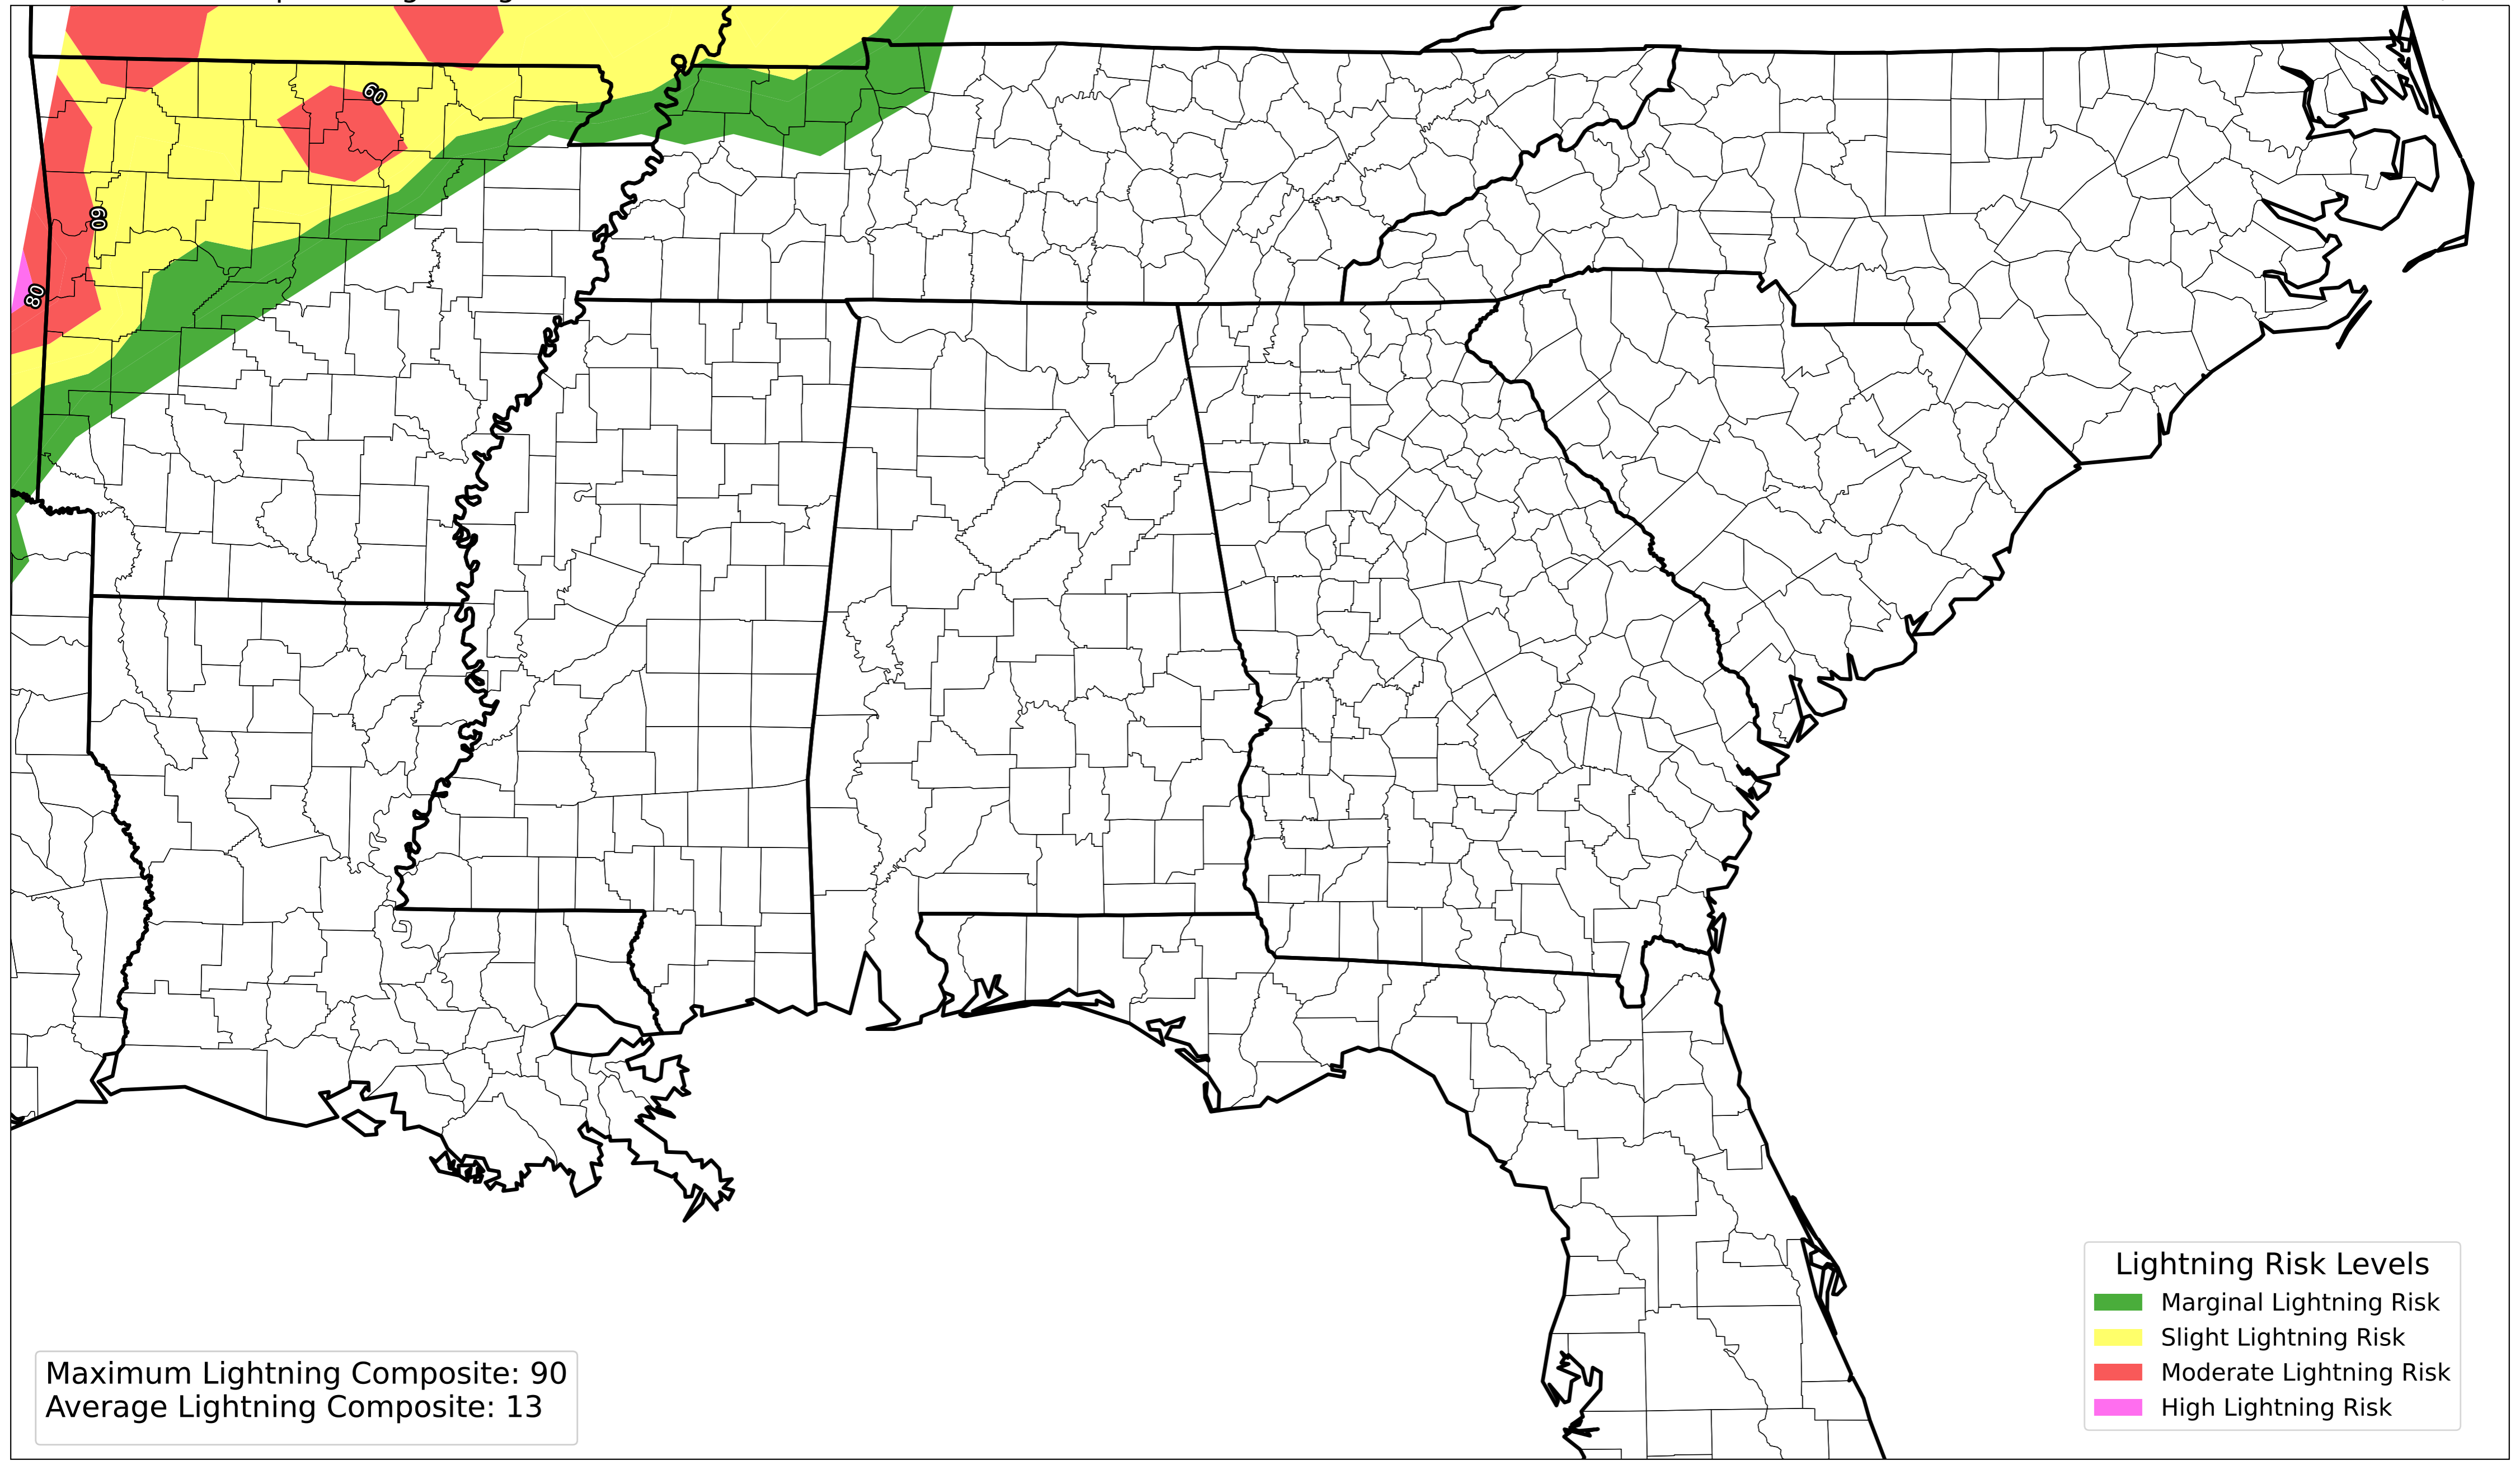 60
60
80
Lightning Risk Levels
Marginal Lightning Risk
Slight Lightning Risk
Moderate Lightning Risk
High Lightning Risk
Maximum Lightning Composite: 90
Average Lightning Composite: 13